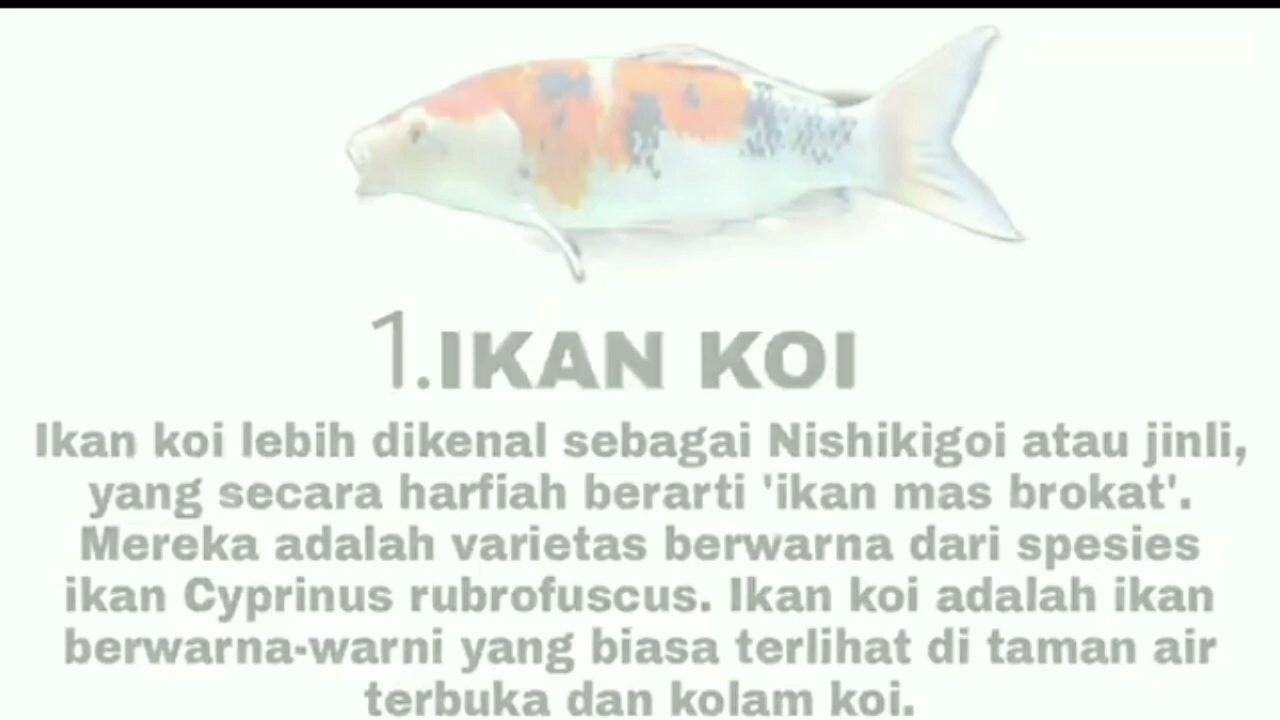 1.IKAN KOI
Ikan koi lebih dikenal sebagai Nishikigoi atau jinli,
yang secara harfiah berarti 'ikan mas brokat'.
Mereka adalah varietas berwarna dari spesies
ikan Cyprinus rubrofuscus. Ikan koi adalah ikan
berwarna-warni yang biasa terlihat di taman air
terbuka dan kolam koi.